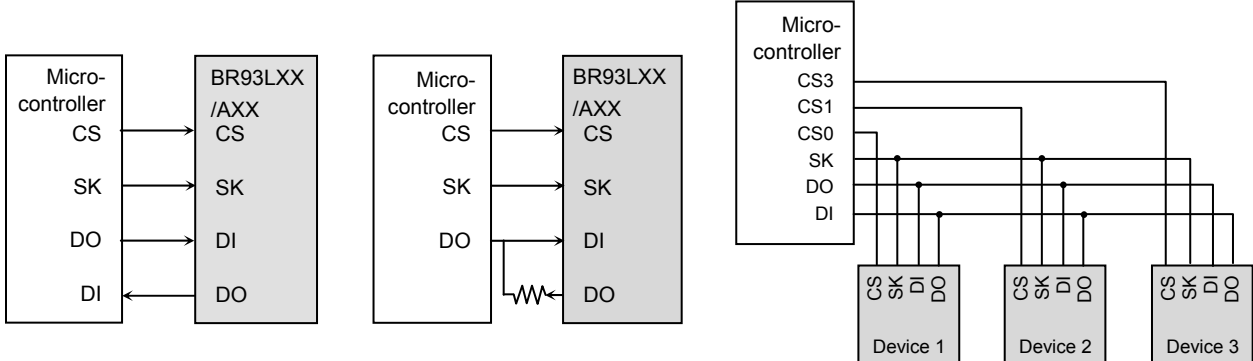 Micro-
controller
CS
SK
DO
DI
BR93LXX
/AXX
CS
SK
DI
DO
Micro-
controller
CS
SK
DO
BR93LXX
/AXX
CS
SK
DI
DO
Micro-
controller
CS3
CS1
CS0
SK
DO
DI
CS
SK
DI
DO
Device 1
CS
SK
DI
DO
Device 2
CS
SK
DI
DO
Device 3